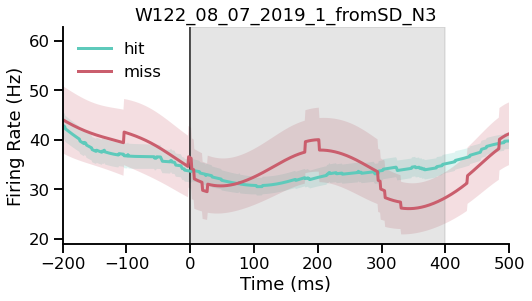 W122_08_07_2019_1_fromSD_N3
hit
miss
Firing Rate (Hz)
60
50
40
30
20
−200 −100 0 100 200 300 400 500
Time (ms)